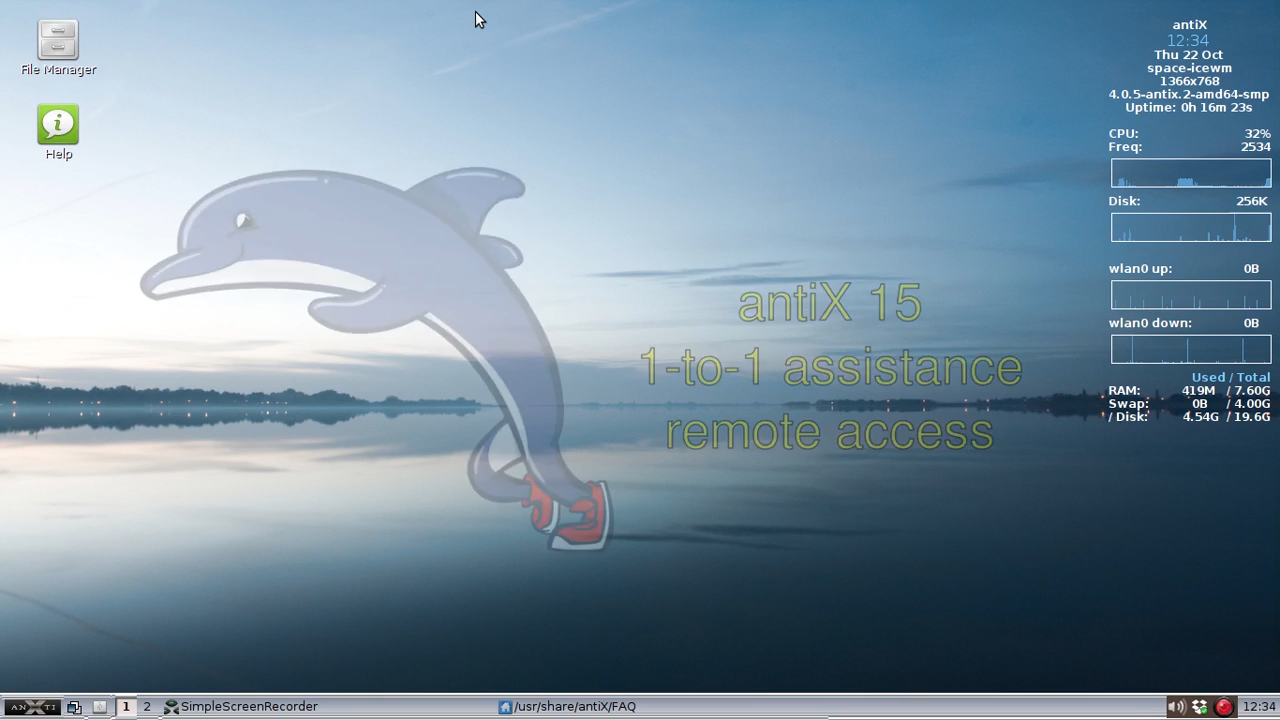 File Manager
Help
antiX
12:34
Thu 22 Oct
space-icewm
1366x768
4.0.5-antix.2-amd64-smp
Uptime: 0h 16m 23s
CPU: 32%
Freq: 2534
Disk: 256K
wlan0 up: 0B
wlan0 down: 0B
Used / Total
RAM: 419M / 7.60G
Swap: 0B / 4.00G
/ Disk: 4.54G / 19.6G
antiX 15
1-to-1 assistance
remote access
ANXTI 1 2 SimpleScreenRecorder /usr/share/antiX/FAQ 12:34